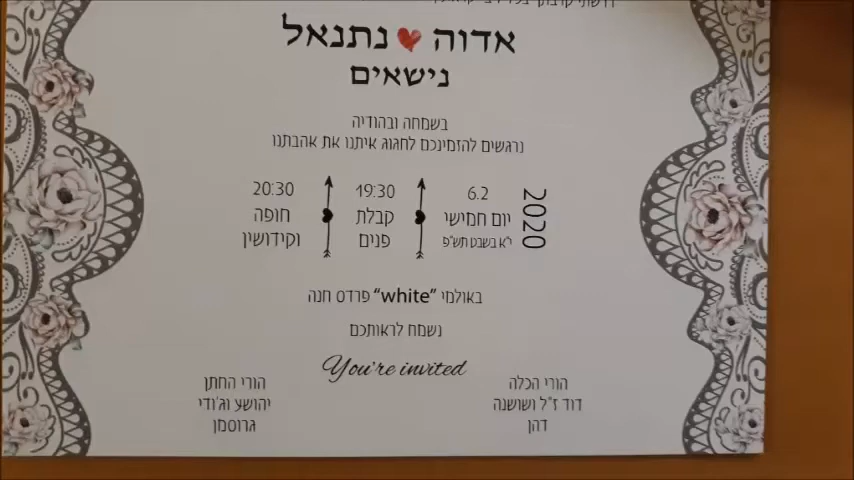 אדוה נתנאל
נישאים
בשמחה ובהודיה
נרגשים להזמינכם לחגוג איתנו את אהבתנו
2020
6.2
יום חמישי
י"א בשבט תש"פ
19:30
קבלת
פנים
20:30
חופה
וקידושין
באולמי "white" פרדס חנה
נשמח לראותכם
You're invited
הורי הכלה
דוד ז"ל ושושנה
דהן
הורי החתן
יהושע וג'ודי
גרוסמן